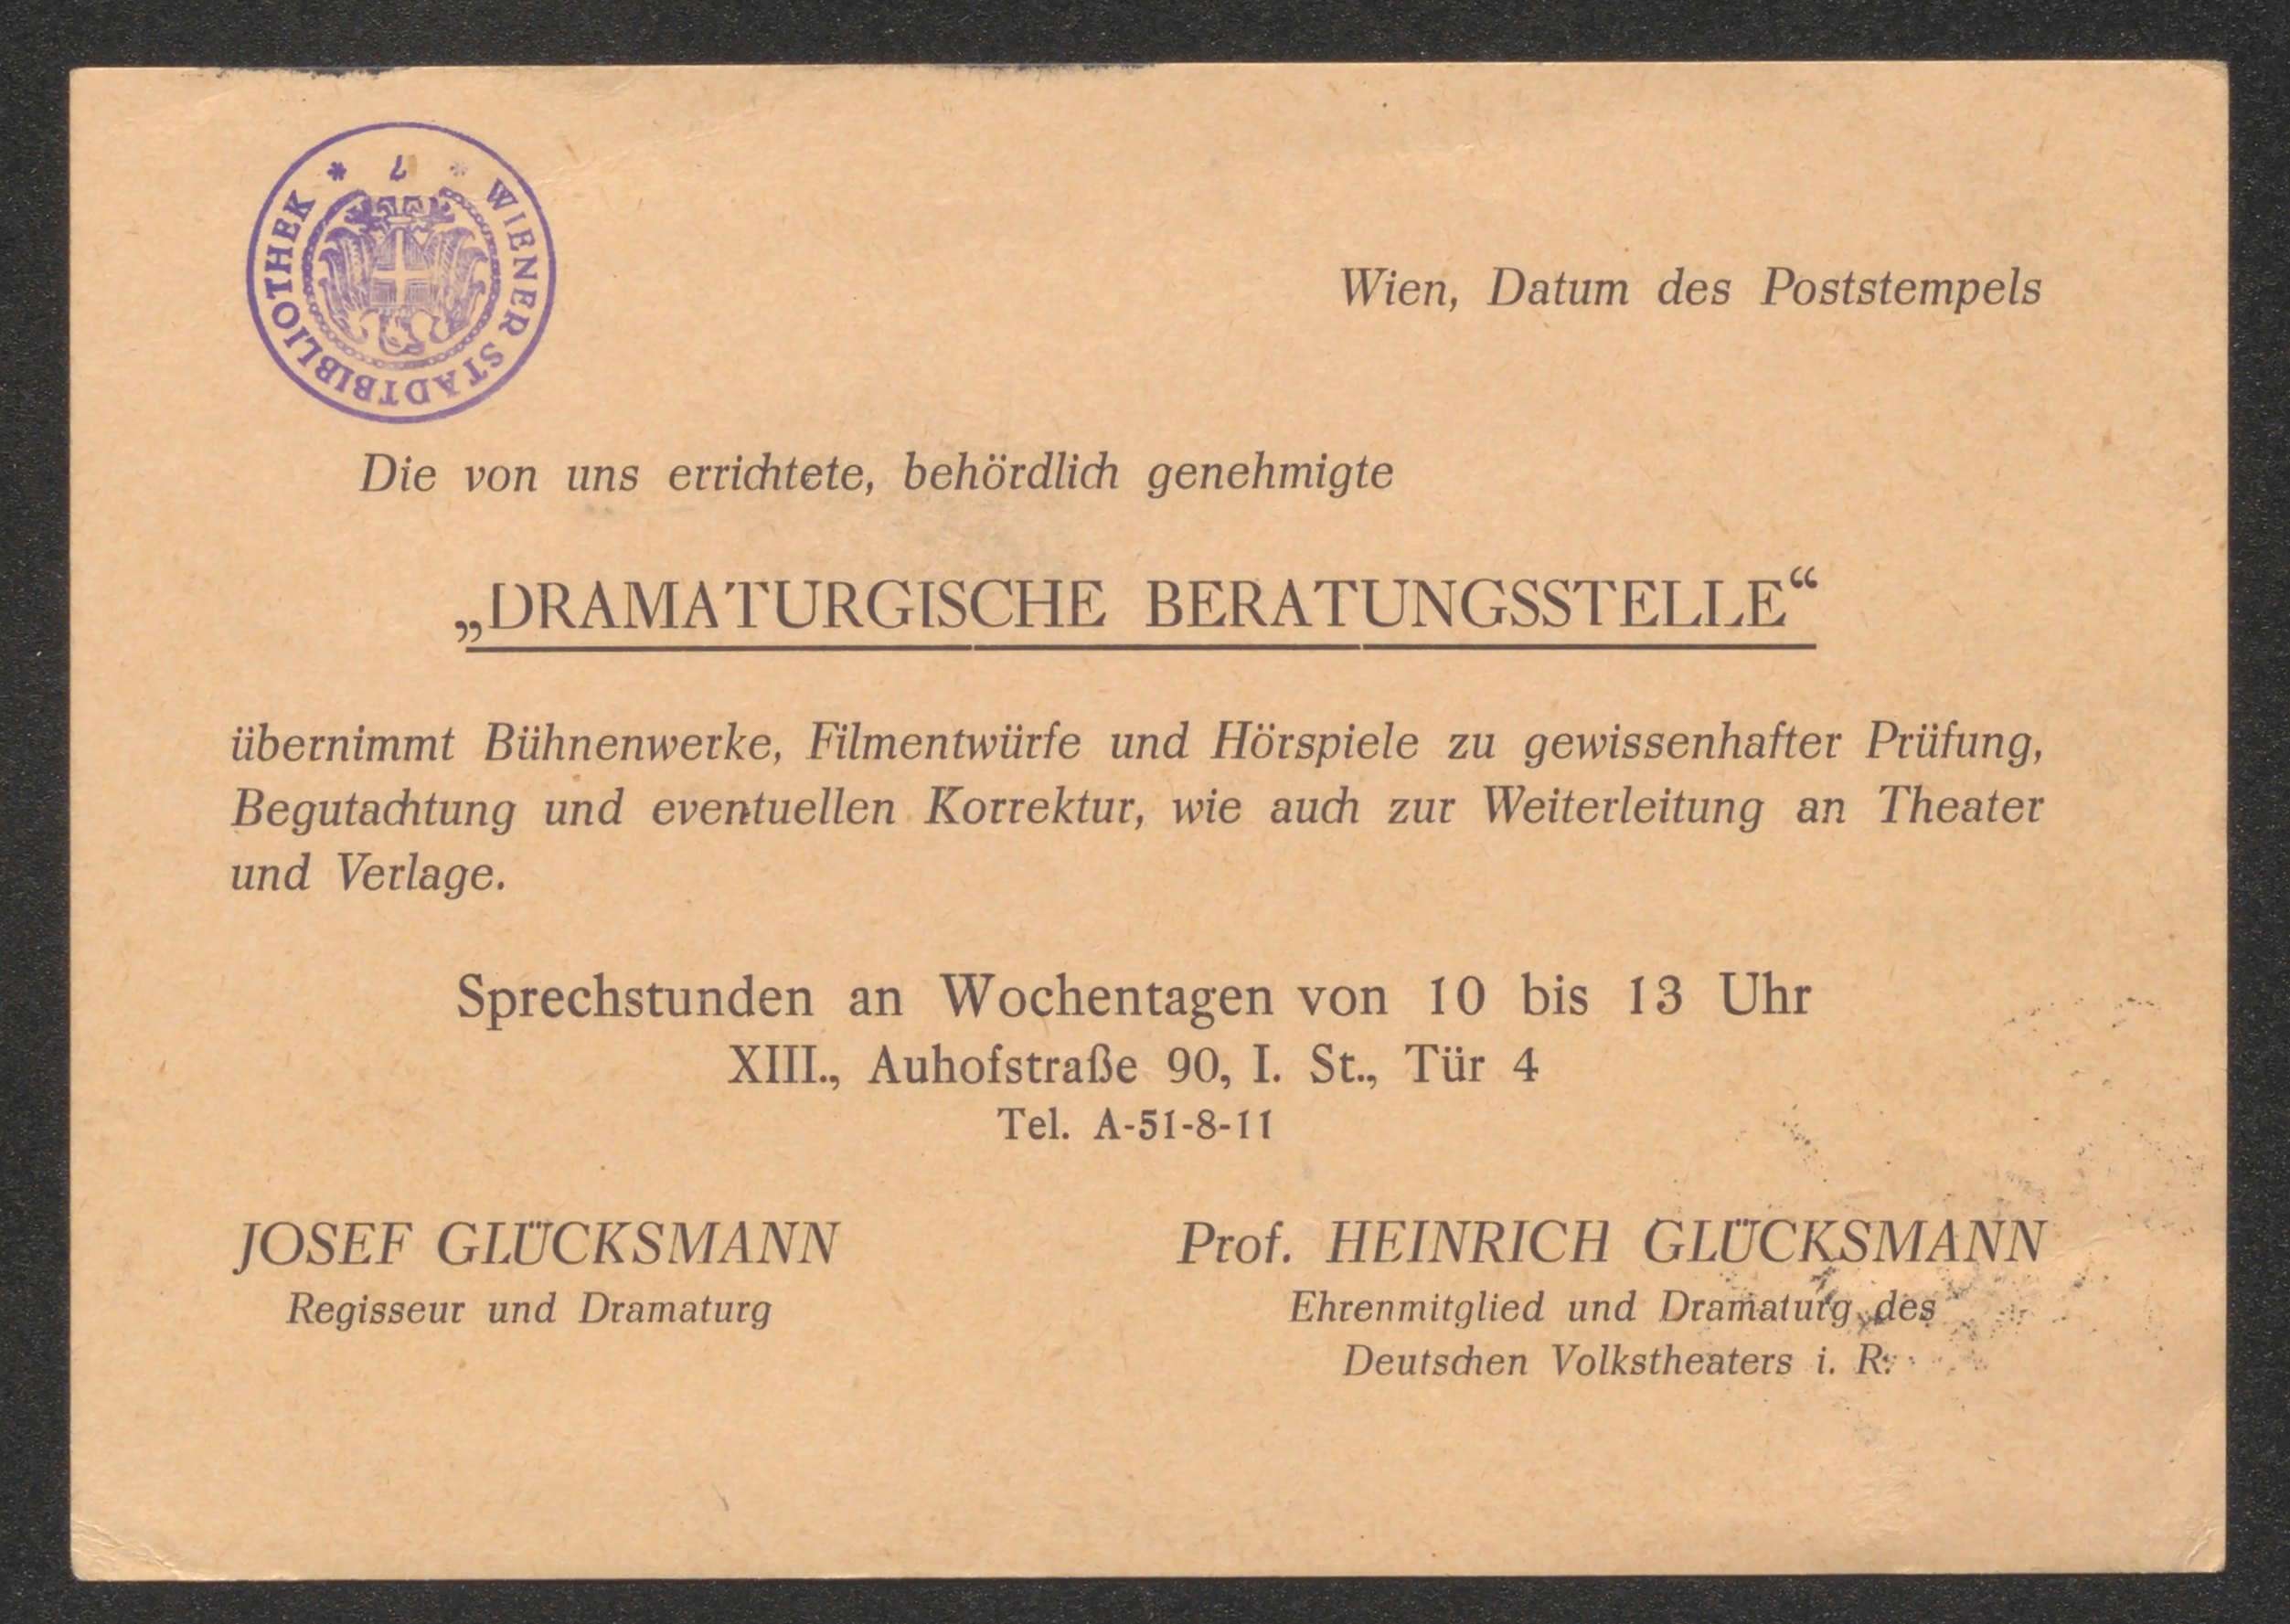 WIENER STADTBIBLIOTHEK * 7 *
Wien, Datum des Poststempels
Die von uns errichtete, behördlich genehmigte
„DRAMATURGISCHE BERATUNGSSTELLE“
übernimmt Bühnenwerke, Filmentwürfe und Hörspiele zu gewissenhafter Prüfung,
Begutachtung und eventuellen Korrektur, wie auch zur Weiterleitung an Theater
und Verlage.
Sprechstunden an Wochentagen von 10 bis 13 Uhr
XIII., Auhofstraße 90, I. St., Tür 4
Tel. A-51-8-11
JOSEF GLÜCKSMANN
Regisseur und Dramaturg
Prof. HEINRICH GLÜCKSMANN
Ehrenmitglied und Dramaturg des
Deutschen Volkstheaters i. R.